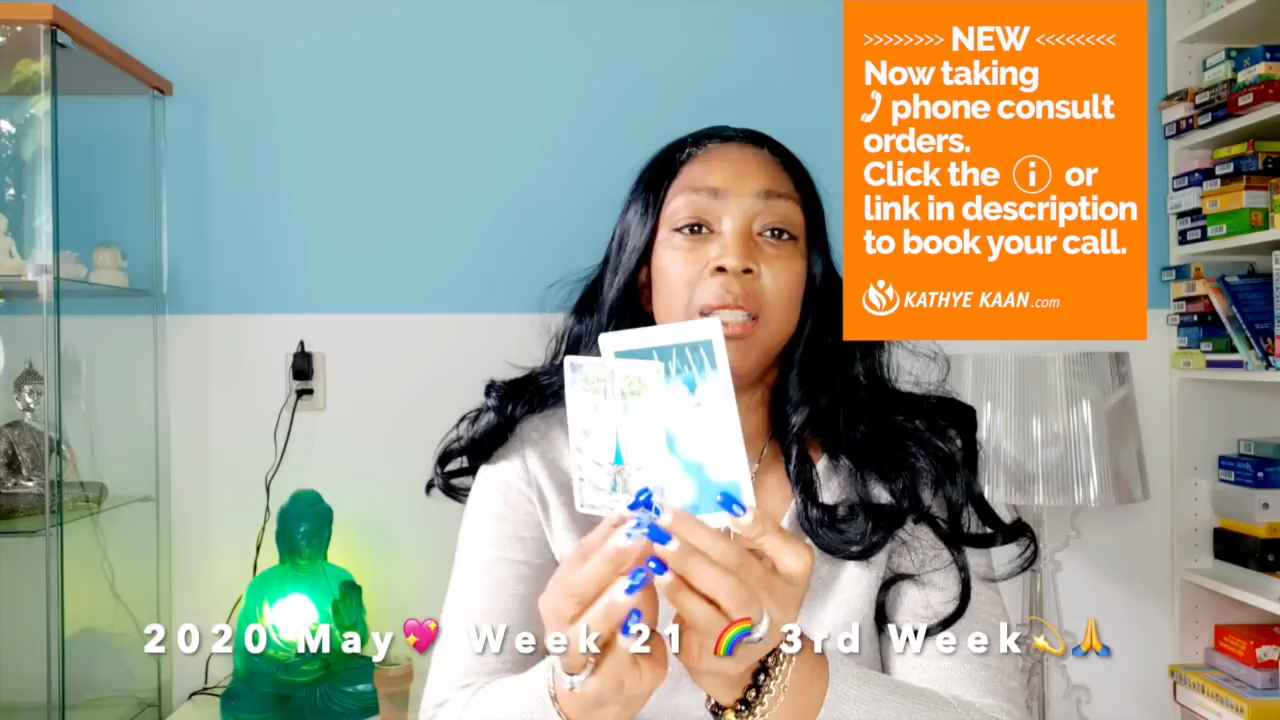 >>>>>>>> NEW <<<<<<<<
Now taking
phone consult
orders.
Click the i or
link in description
to book your call.
KATHYE KAAN.com
2020 May💖 Week 21 🌈 3rd Week💫🙏